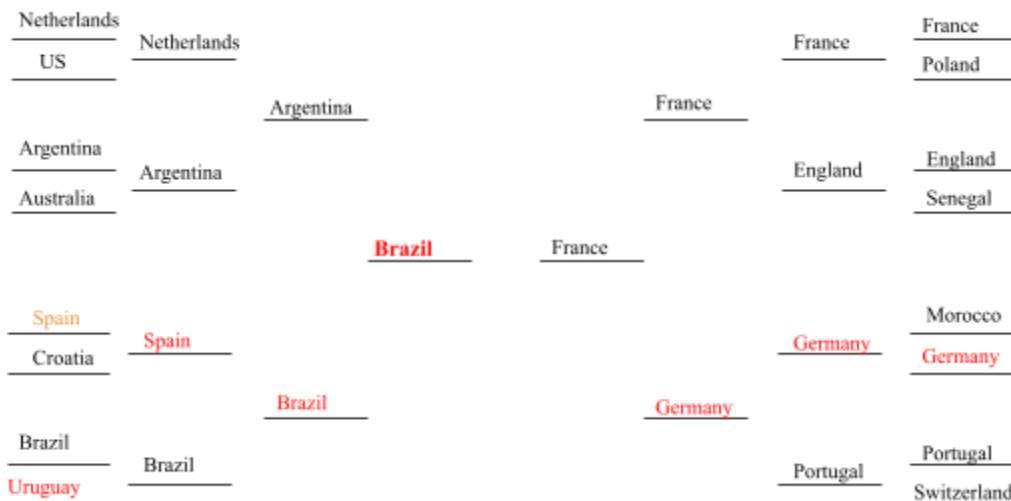 Netherlands
US
Netherlands
Argentina
Argentina
Australia
Argentina
Brazil
Spain
Croatia
Spain
Brazil
Brazil
Uruguay
Brazil
France
France
Poland
France
France
England
England
Senegal
Germany
Morocco
Germany
Germany
Portugal
Portugal
Switzerland